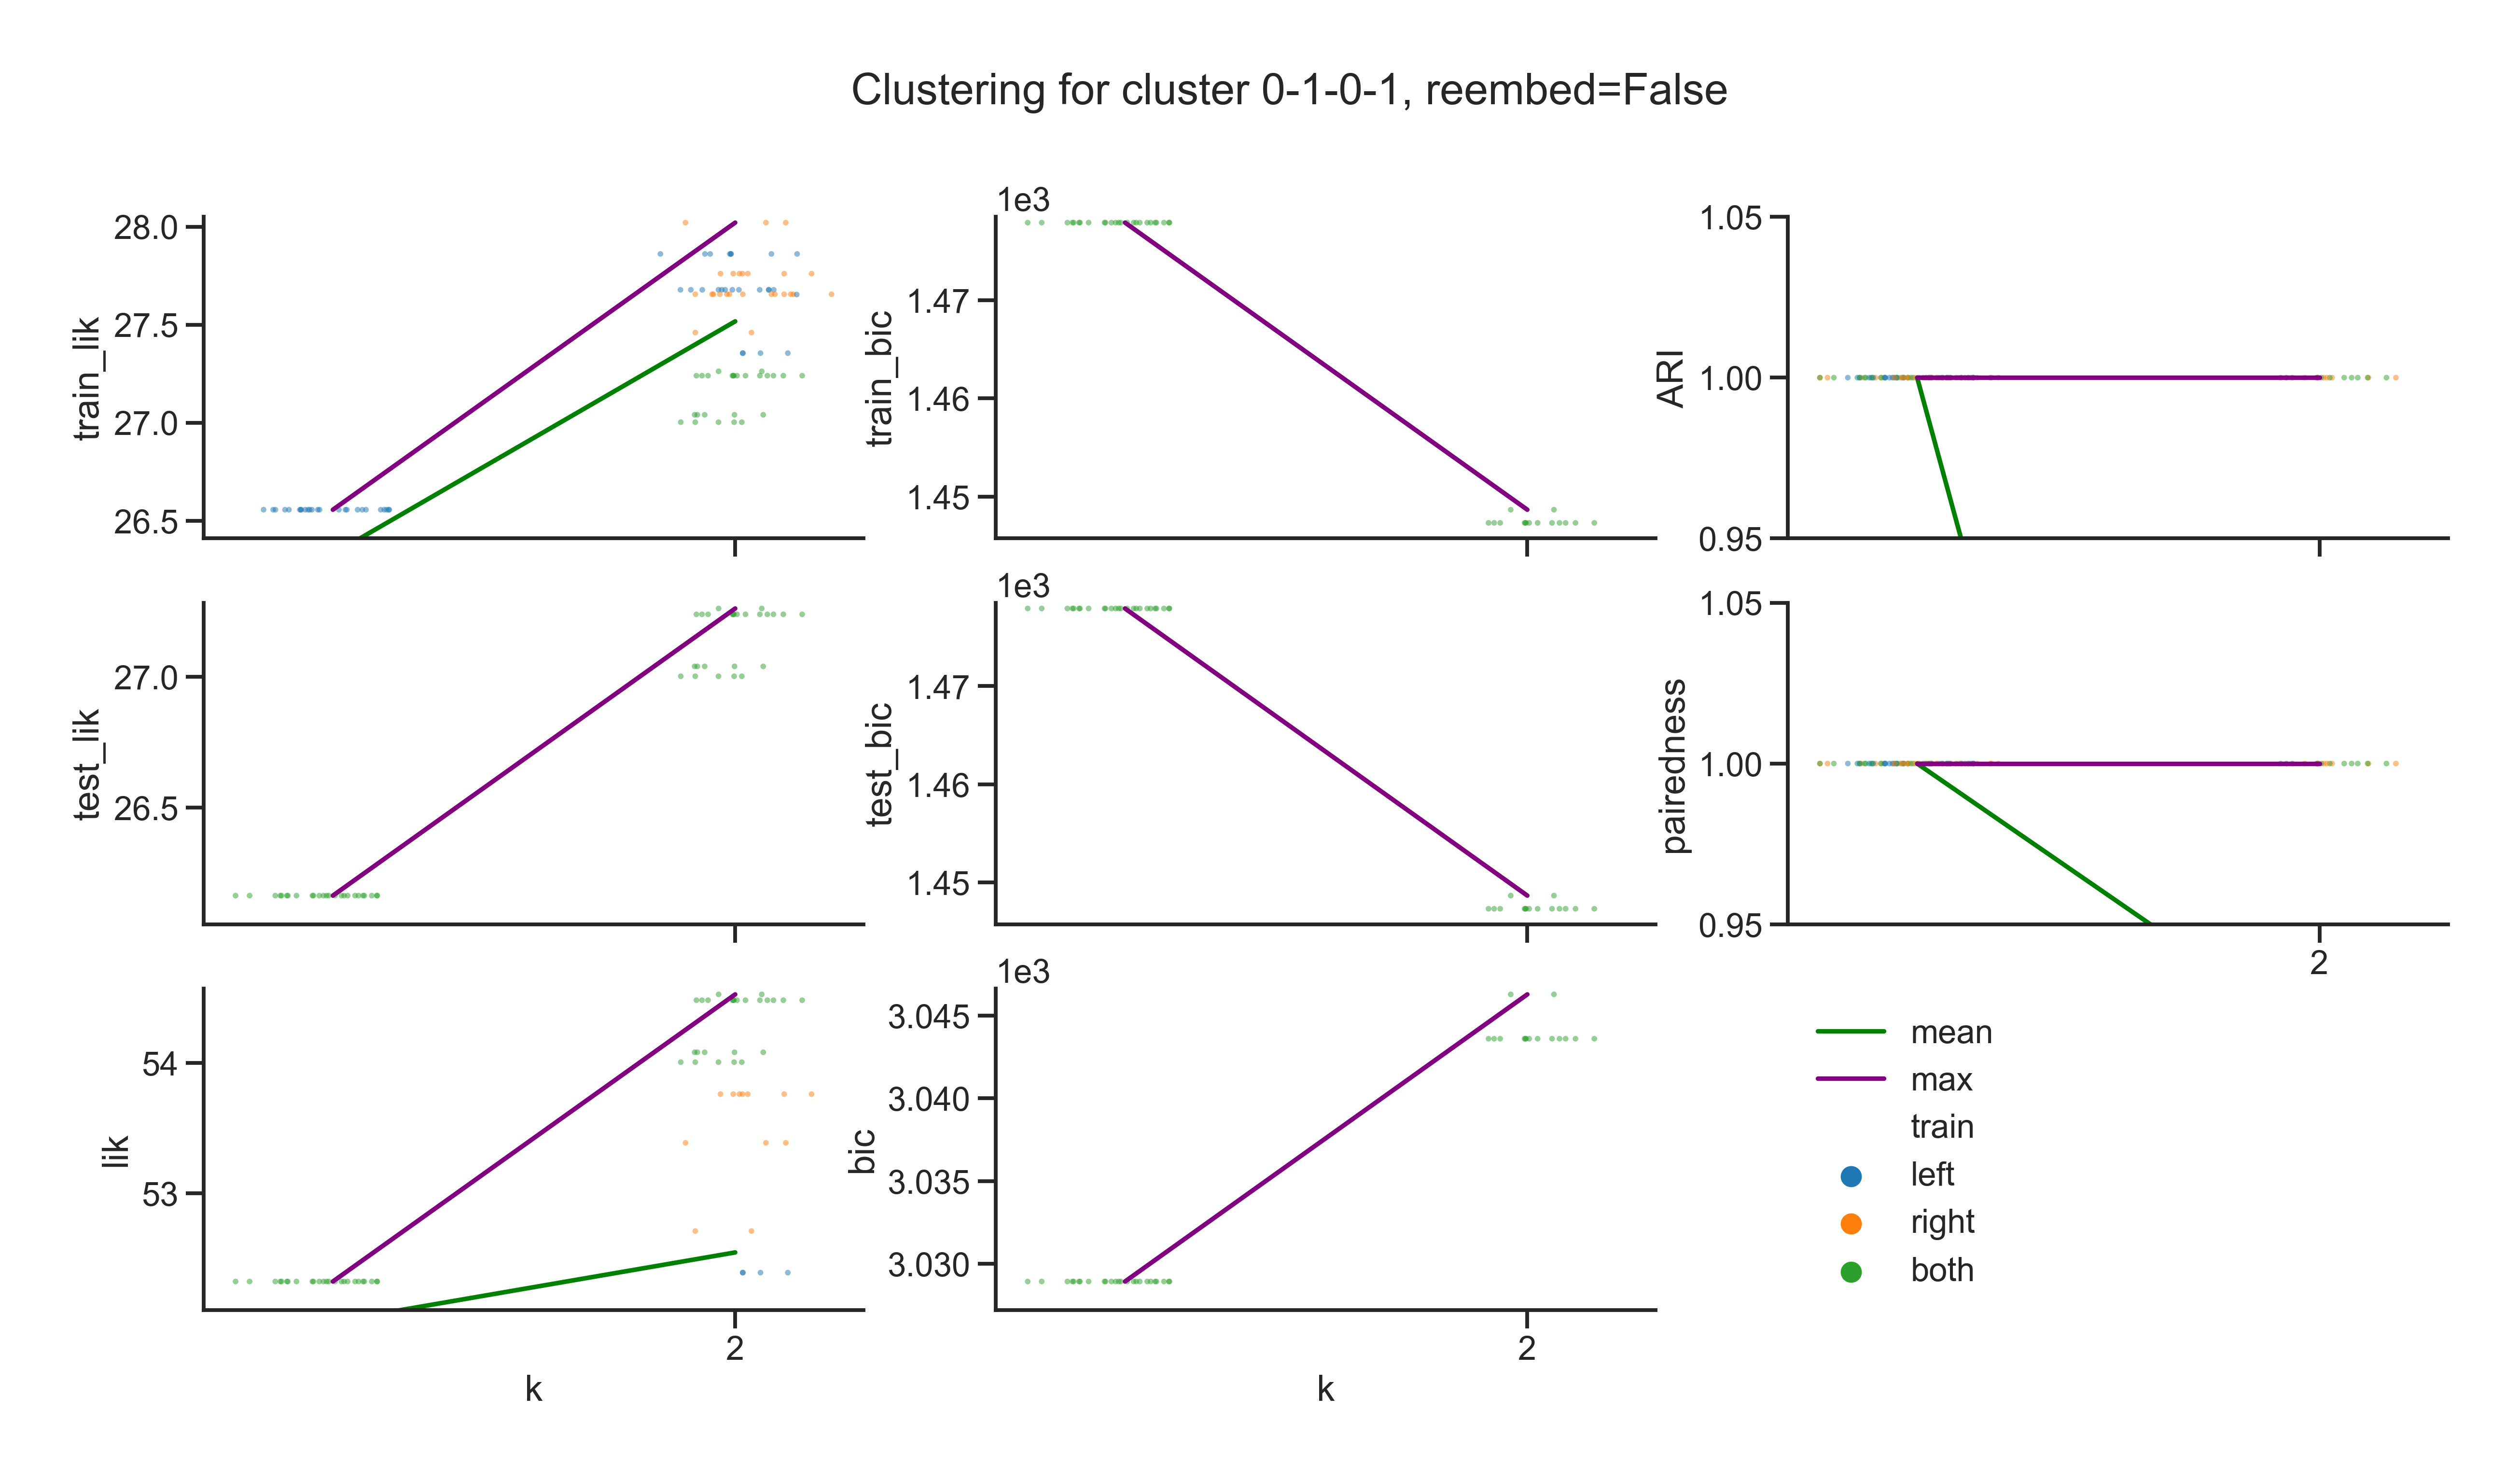 Clustering for cluster 0-1-0-1, reembed=False
train_lik
28.0
27.5
27.0
26.5
1e3
train_bic
1.47
1.46
1.45
ARI
1.05
1.00
0.95
test_lik
27.0
26.5
1e3
test_bic
1.47
1.46
1.45
pairedness
1.05
1.00
0.95
2
lik
54
53
2
k
1e3
bic
3.045
3.040
3.035
3.030
2
k
mean
max
train
left
right
both